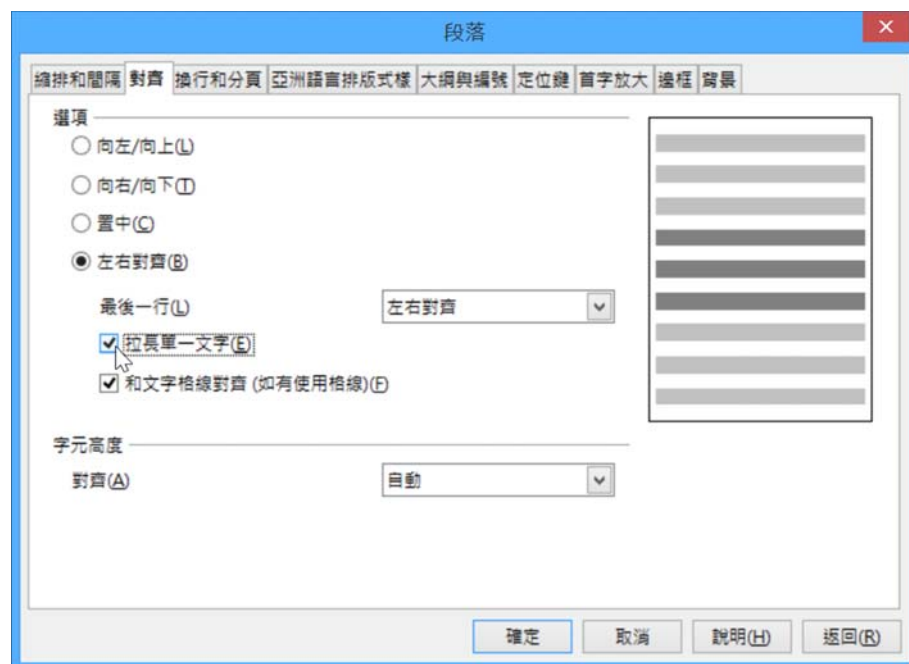 段落
縮排和間隔 對齊 換行和分頁 亞洲語言排版式樣 大綱與編號 定位鍵 首字放大 邊框 背景
選項
向左/向上(L)
向右/向下(T)
置中(C)
左右對齊(B)
最後一行(L) 左右對齊
拉長單一文字(E)
和文字格線對齊 (如有使用格線)(F)
字元高度
對齊(A) 自動
確定 取消 說明(H) 返回(R)